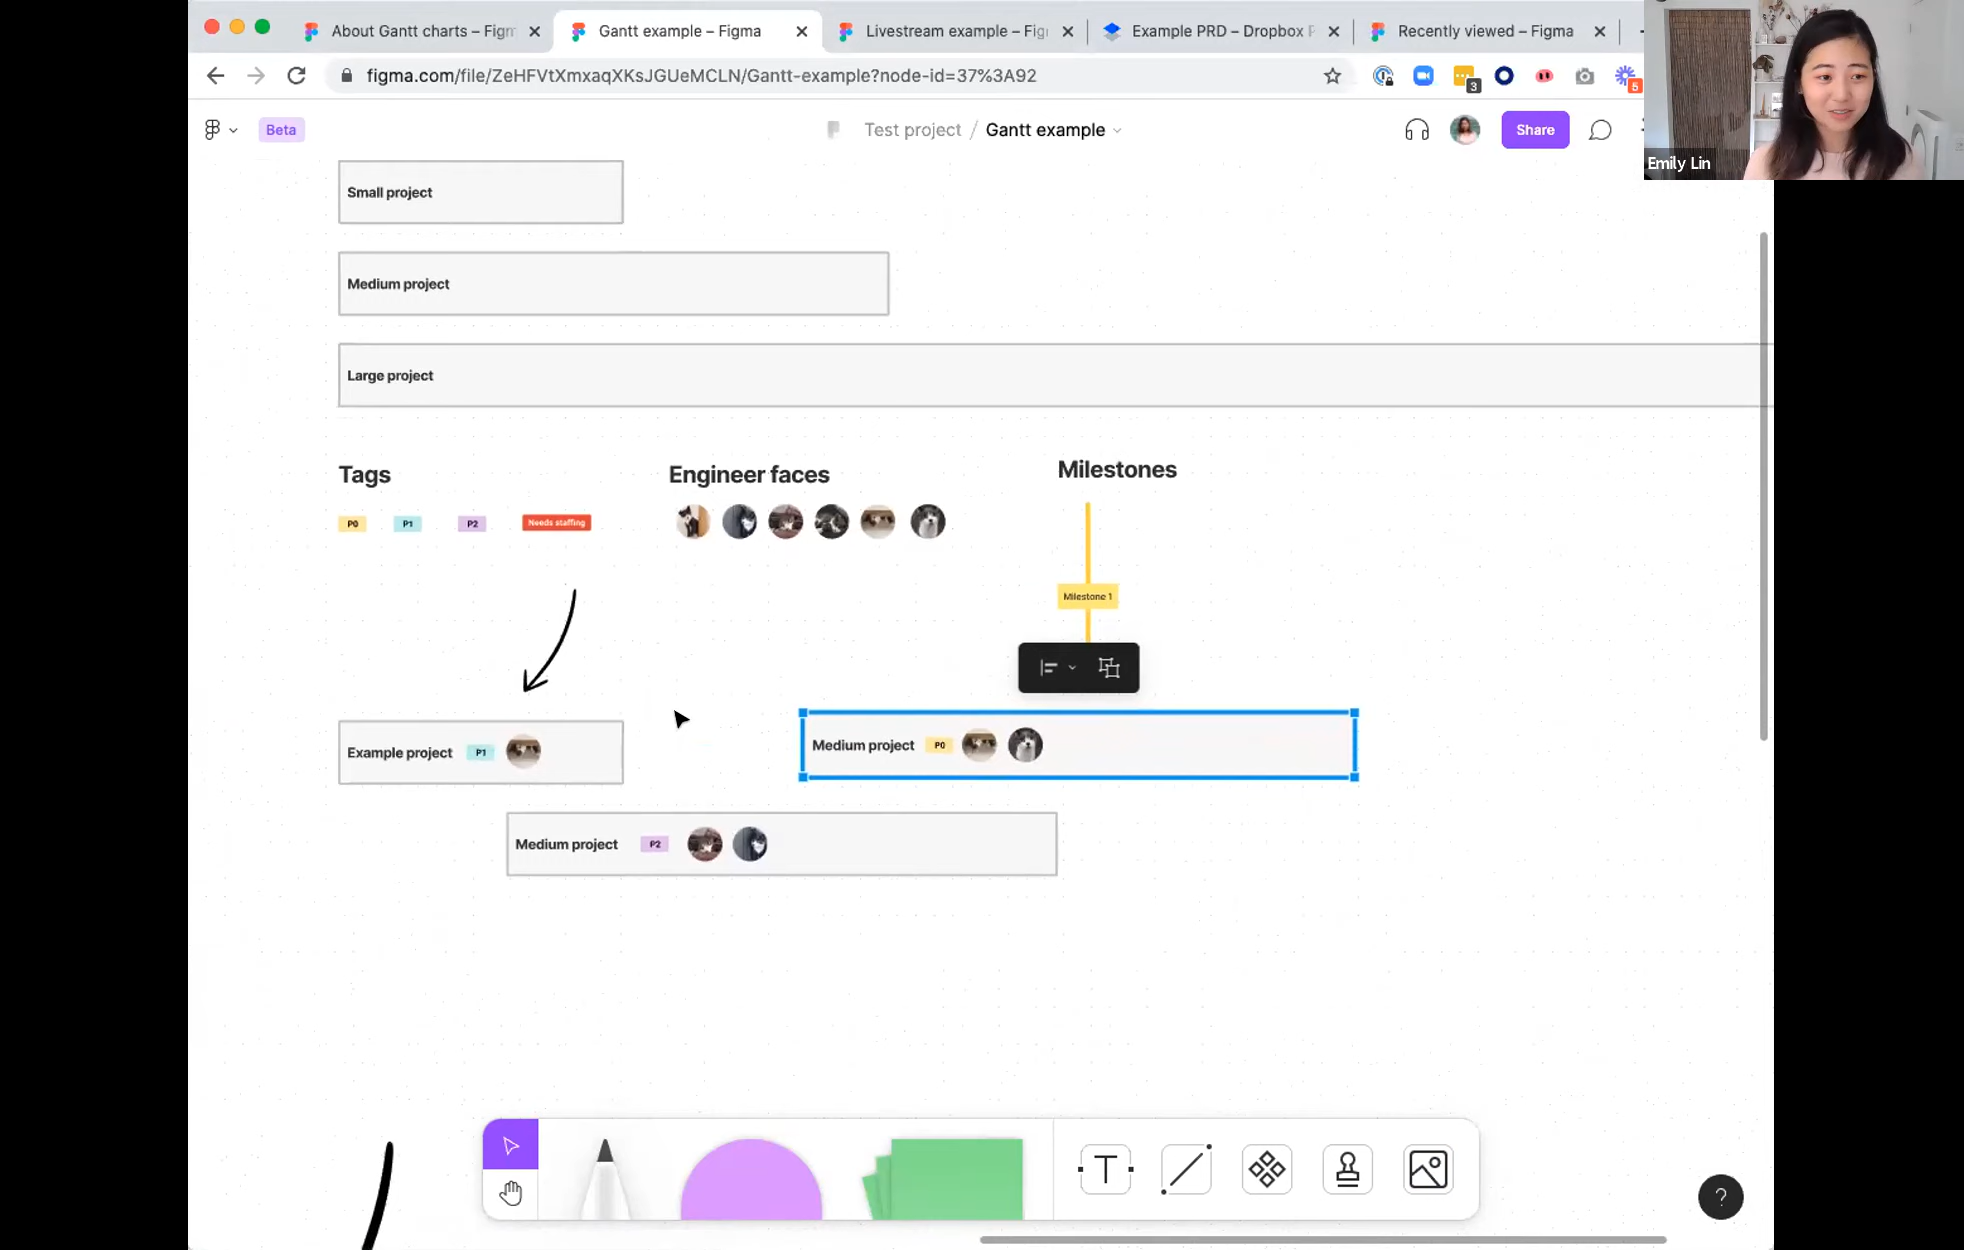 About Gantt charts – Figm
Gantt example – Figma
Livestream example – Fig
Example PRD – Dropbox P
Recently viewed – Figma
figma.com/file/ZeHFVtXmxaqXKsJGUeMCLN/Gantt-example?node-id=37%3A92
3
5
Beta
Test project / Gantt example
Share
Emily Lin
Small project
Medium project
Large project
Tags
Engineer faces
Milestones
P0
P1
P2
Needs staffing
Milestone 1
Example project P1
Medium project P0
Medium project P2
T
?